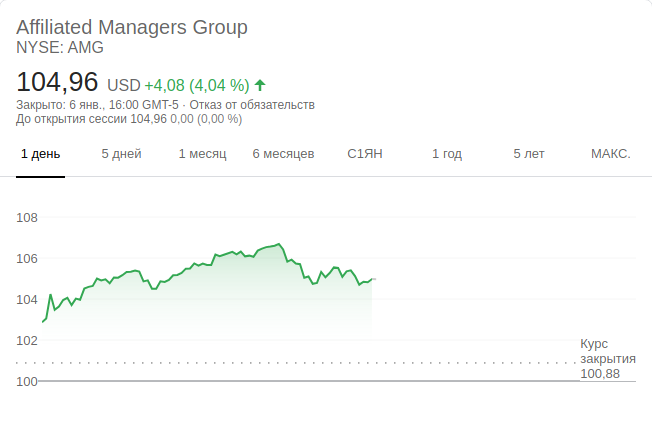 Affiliated Managers Group
NYSE: AMG
104,96 USD +4,08 (4,04 %)
Закрыто: 6 янв., 16:00 GMT-5 · Отказ от обязательств
До открытия сессии 104,96 0,00 (0,00 %)
1 день 5 дней 1 месяц 6 месяцев С1ЯН 1 год 5 лет МАКС.
108
106
104
102
Курс
закрытия
100,88
100